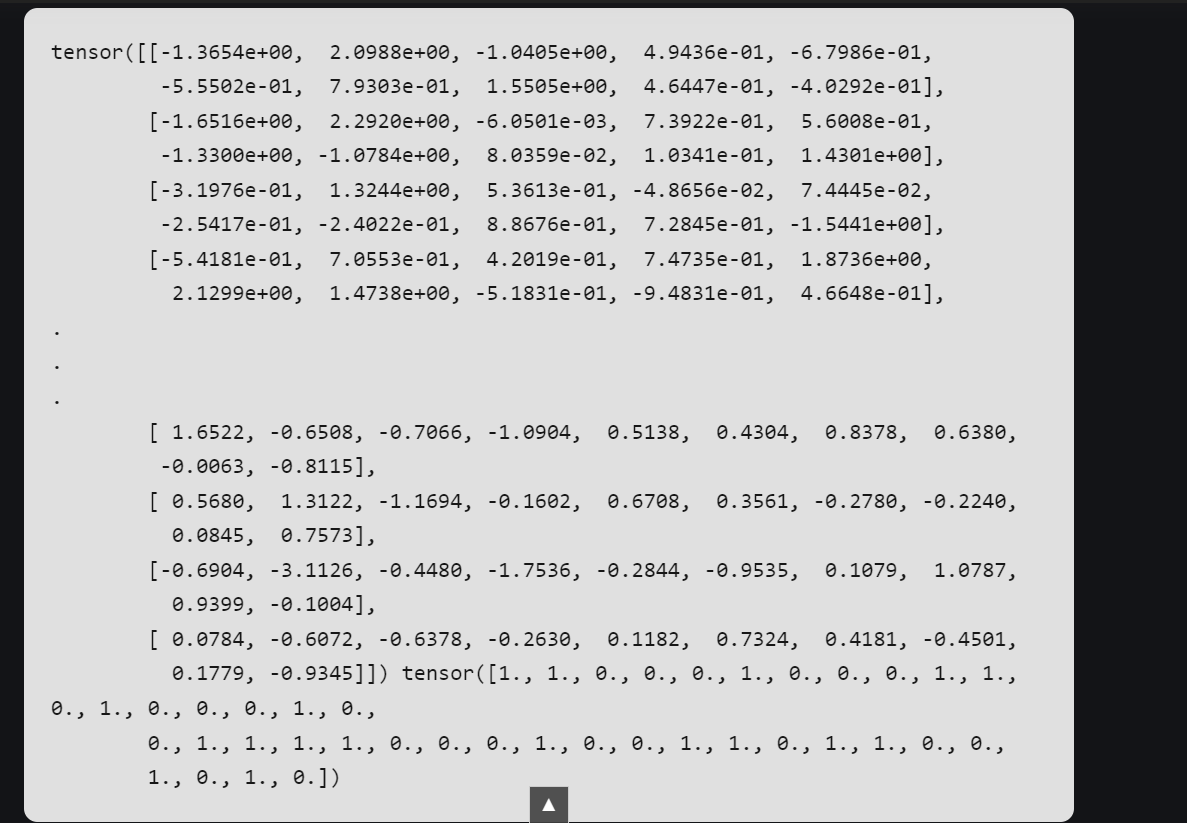 tensor([[-1.3654e+00,  2.0988e+00, -1.0405e+00,  4.9436e-01, -6.7986e-01,
         -5.5502e-01,  7.9303e-01,  1.5505e+00,  4.6447e-01, -4.0292e-01],
        [-1.6516e+00,  2.2920e+00, -6.0501e-03,  7.3922e-01,  5.6008e-01,
         -1.3300e+00, -1.0784e+00,  8.0359e-02,  1.0341e-01,  1.4301e+00],
        [-3.1976e-01,  1.3244e+00,  5.3613e-01, -4.8656e-02,  7.4445e-02,
         -2.5417e-01, -2.4022e-01,  8.8676e-01,  7.2845e-01, -1.5441e+00],
        [-5.4181e-01,  7.0553e-01,  4.2019e-01,  7.4735e-01,  1.8736e+00,
          2.1299e+00,  1.4738e+00, -5.1831e-01, -9.4831e-01,  4.6648e-01],
.
.
.
        [ 1.6522, -0.6508, -0.7066, -1.0904,  0.5138,  0.4304,  0.8378,  0.6380,
         -0.0063, -0.8115],
        [ 0.5680,  1.3122, -1.1694, -0.1602,  0.6708,  0.3561, -0.2780, -0.2240,
          0.0845,  0.7573],
        [-0.6904, -3.1126, -0.4480, -1.7536, -0.2844, -0.9535,  0.1079,  1.0787,
          0.9399, -0.1004],
        [ 0.0784, -0.6072, -0.6378, -0.2630,  0.1182,  0.7324,  0.4181, -0.4501,
          0.1779, -0.9345]]) tensor([1., 1., 0., 0., 0., 1., 0., 0., 0., 1., 1.,
0., 1., 0., 0., 0., 1., 0.,
        0., 1., 1., 1., 1., 0., 0., 0., 1., 0., 0., 1., 1., 0., 1., 1., 0., 0.,
        1., 0., 1., 0.])